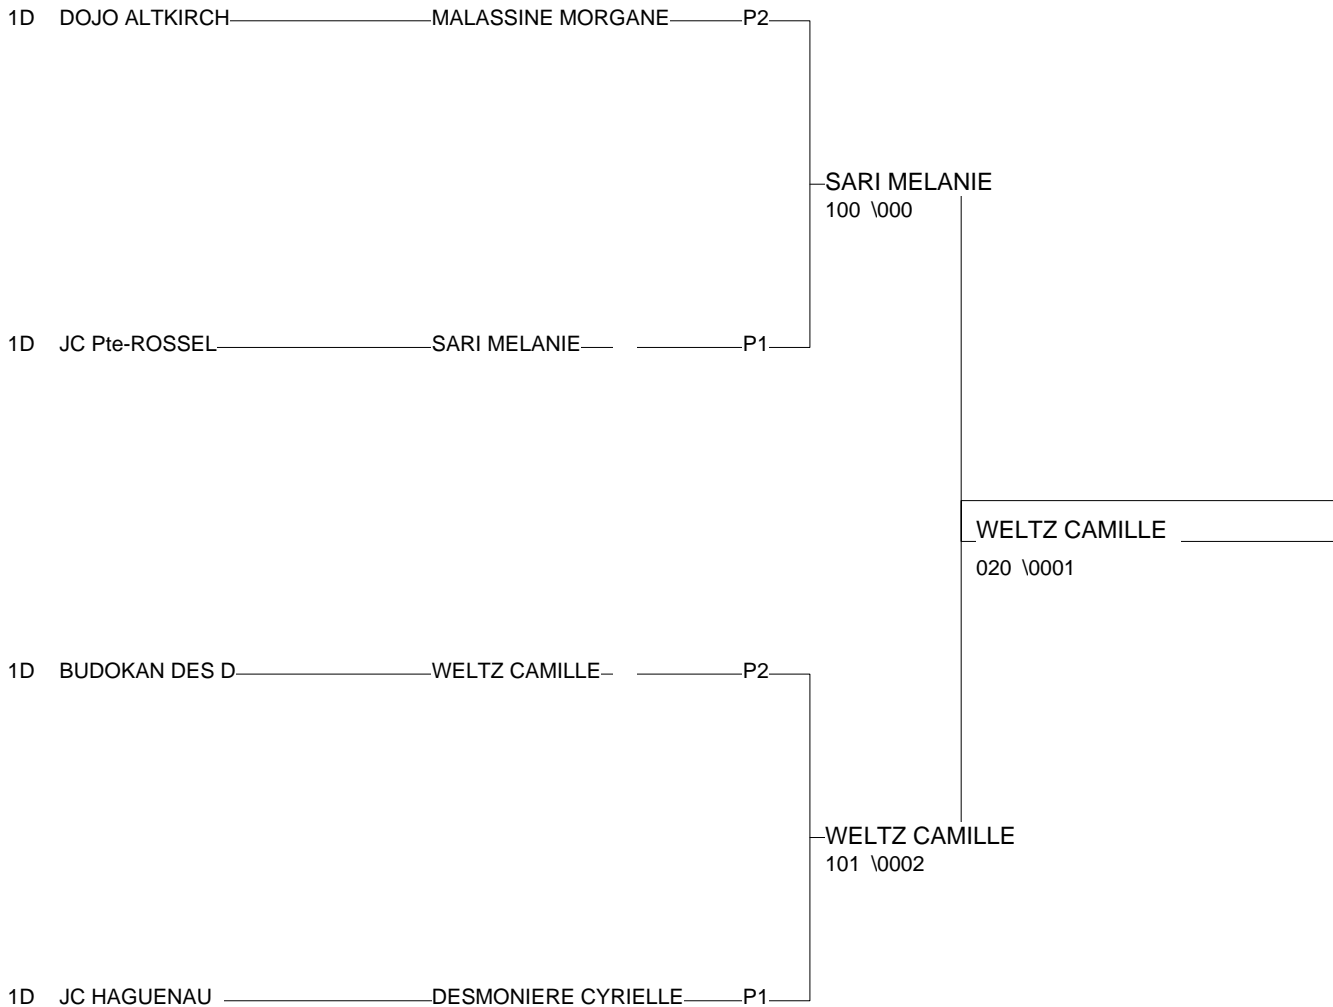 1D DOJO ALTKIRCH MALASSINE MORGANE P2
SARI MELANIE
100 \000
1D JC Pte-ROSSEL SARI MELANIE P1
WELTZ CAMILLE
020 \0001
1D BUDOKAN DES D WELTZ CAMILLE P2
WELTZ CAMILLE
101 \0002
1D JC HAGUENAU DESMONIERE CYRIELLE P1